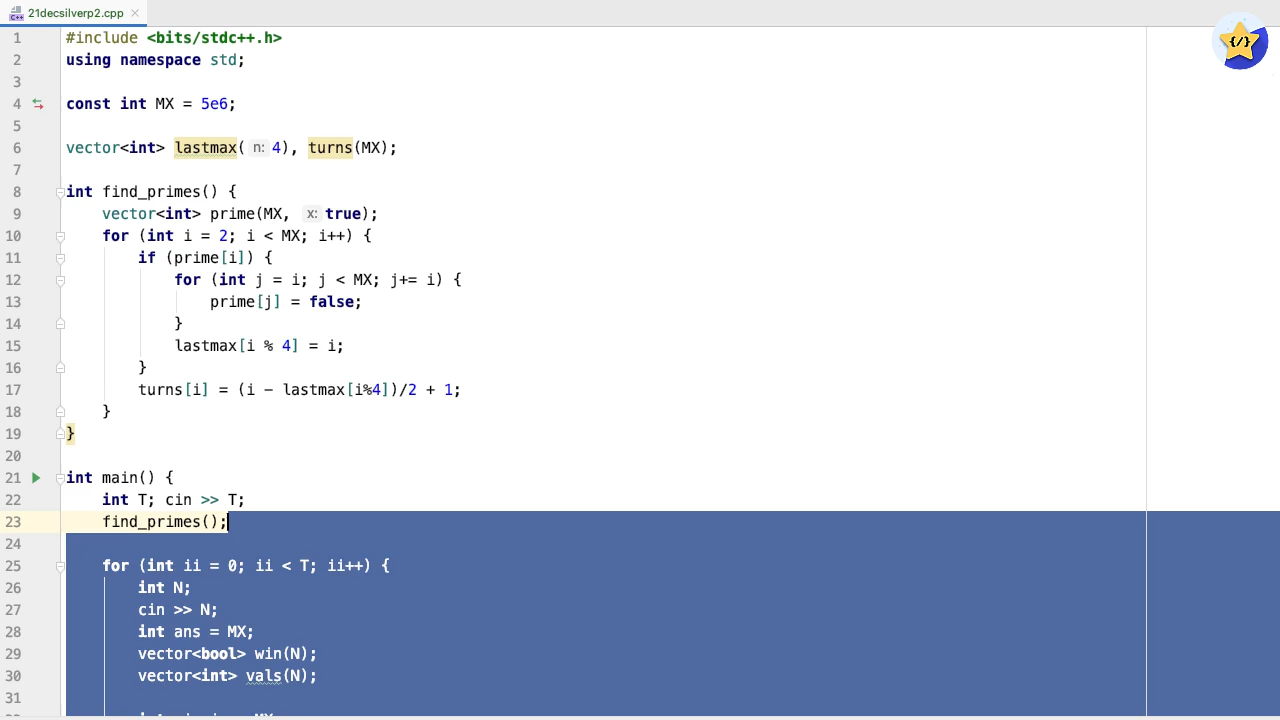 21decsilverp2.cpp
1 #include <bits/stdc++.h>
2 using namespace std;
3
4 const int MX = 5e6;
5
6 vector<int> lastmax( n: 4), turns(MX);
7
8 int find_primes() {
9 vector<int> prime(MX, x: true);
10 for (int i = 2; i < MX; i++) {
11 if (prime[i]) {
12 for (int j = i; j < MX; j+= i) {
13 prime[j] = false;
14 }
15 lastmax[i % 4] = i;
16 }
17 turns[i] = (i - lastmax[i%4])/2 + 1;
18 }
19 }
20
21 int main() {
22 int T; cin >> T;
23 find_primes();
24
25 for (int ii = 0; ii < T; ii++) {
26 int N;
27 cin >> N;
28 int ans = MX;
29 vector<bool> win(N);
30 vector<int> vals(N);
31
{/}
C++